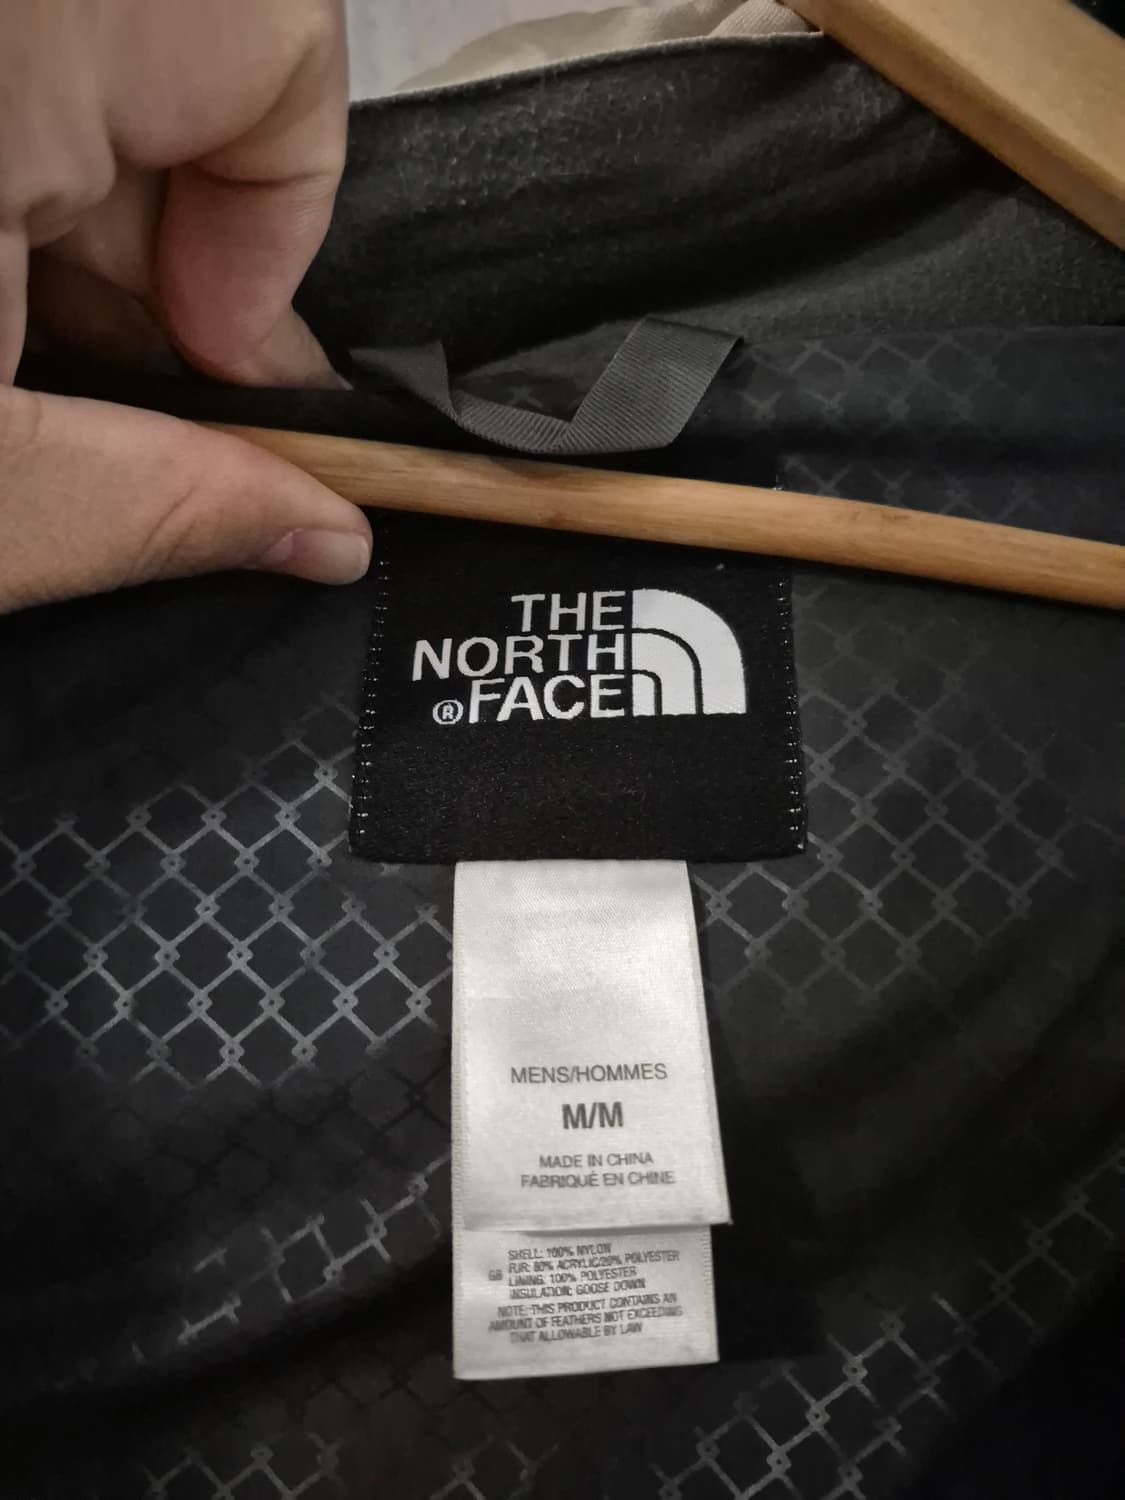 THE
NORTH
®FACE
MENS/HOMMES
M/M
MADE IN CHINA
FABRIQUÉ EN CHINE
SHELL: 100% NYLON
GB FUR: 80% ACRYLIC/20% POLYESTER
LINING: 100% POLYESTER
INSULATION: GOOSE DOWN
NOTE: THIS PRODUCT CONTAINS AN
AMOUNT OF FEATHERS NOT EXCEEDING
THAT ALLOWABLE BY LAW